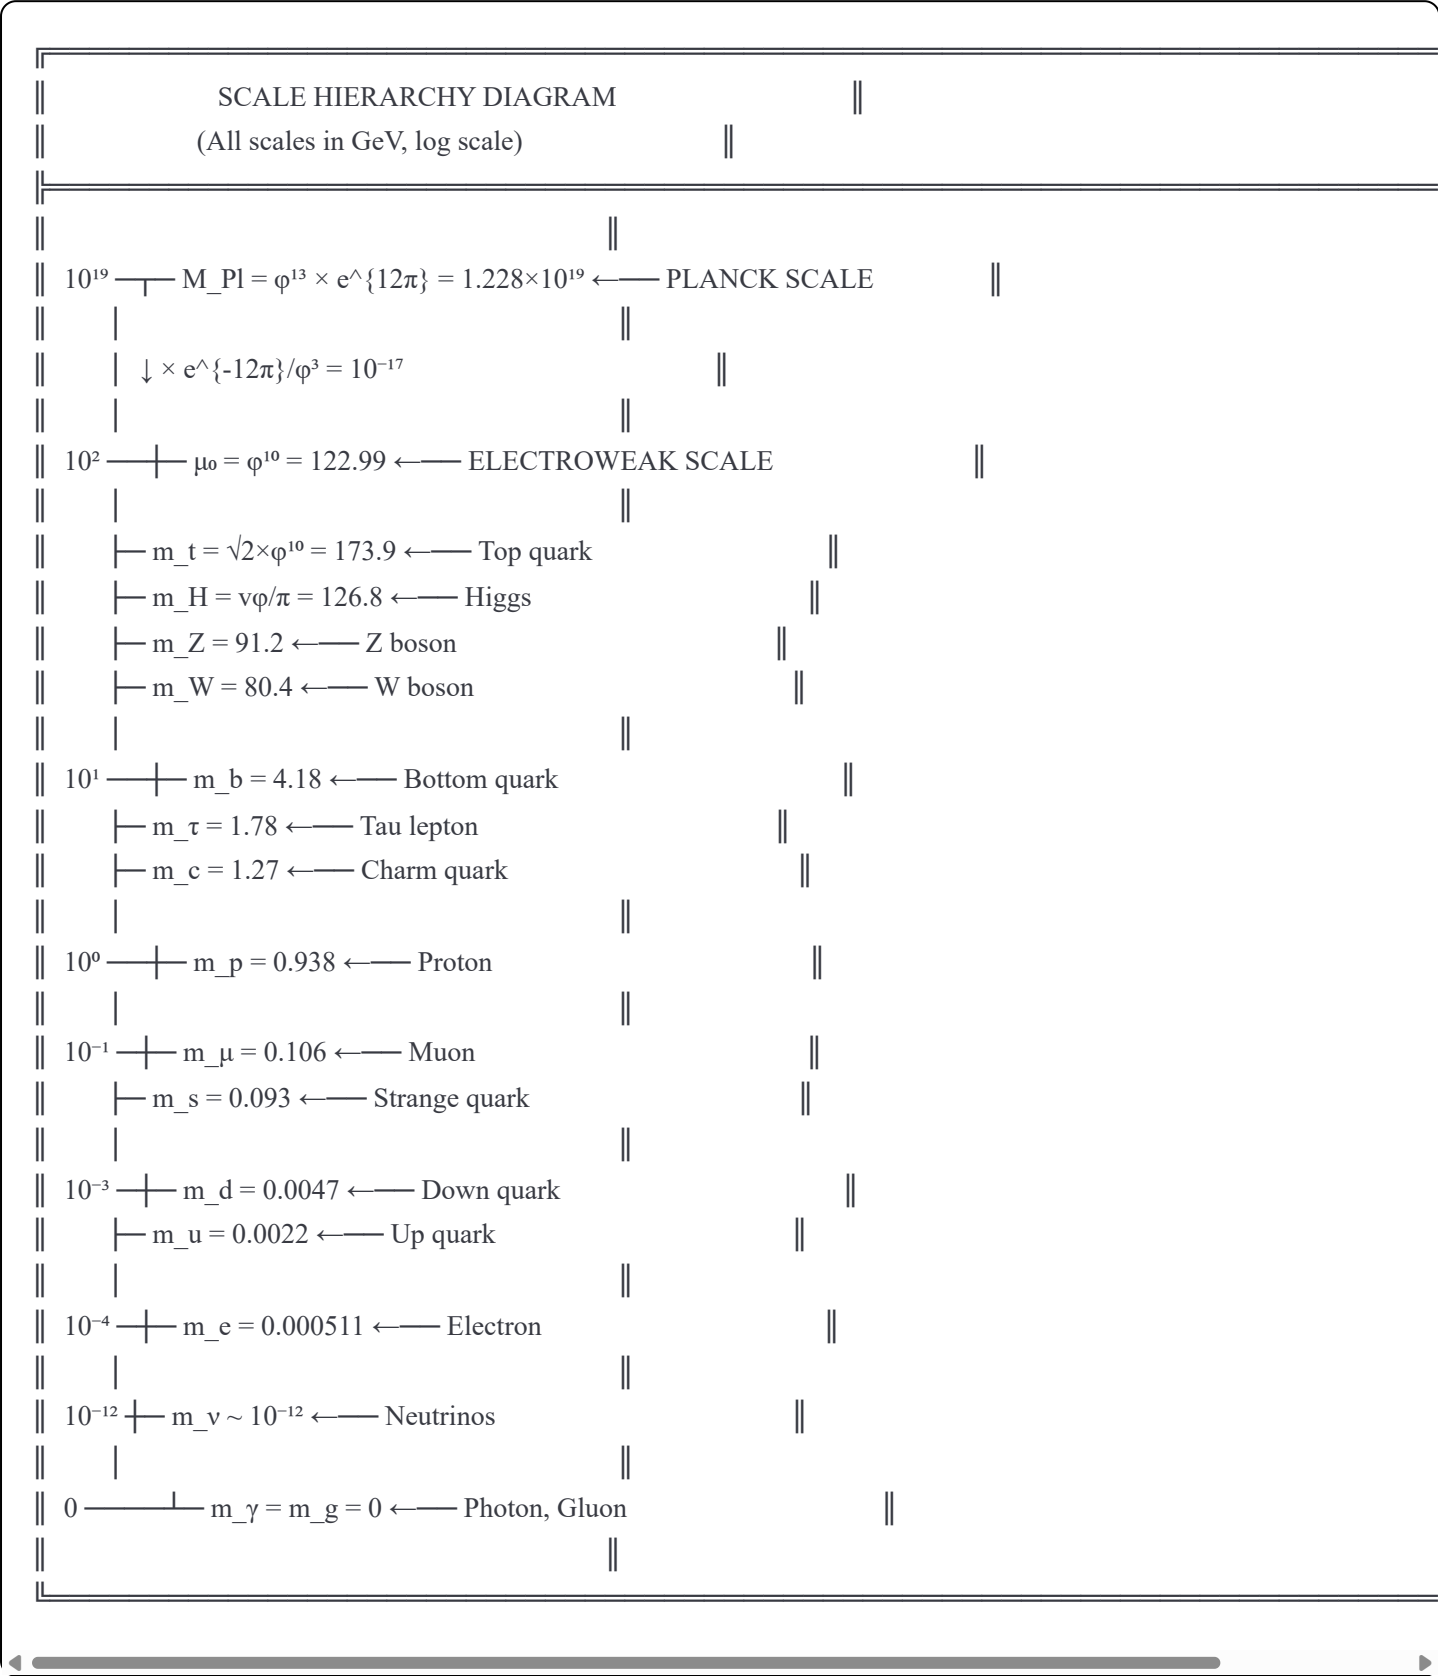 SCALE HIERARCHY DIAGRAM
(All scales in GeV, log scale)
10¹⁹ ──┬── M_Pl = φ¹³ × e^{12π} = 1.228×10¹⁹ ←── PLANCK SCALE
↓ × e^{-12π}/φ³ = 10⁻¹⁷
10² ──┼── μ₀ = φ¹⁰ = 122.99 ←── ELECTROWEAK SCALE
├─ m_t = √2×φ¹⁰ = 173.9 ←── Top quark
├─ m_H = vφ/π = 126.8 ←── Higgs
├─ m_Z = 91.2 ←── Z boson
├─ m_W = 80.4 ←── W boson
10¹ ──┼── m_b = 4.18 ←── Bottom quark
├─ m_τ = 1.78 ←── Tau lepton
├─ m_c = 1.27 ←── Charm quark
10⁰ ──┼── m_p = 0.938 ←── Proton
10⁻¹ ──┼── m_μ = 0.106 ←── Muon
├─ m_s = 0.093 ←── Strange quark
10⁻³ ──┼── m_d = 0.0047 ←── Down quark
├─ m_u = 0.0022 ←── Up quark
10⁻⁴ ──┼── m_e = 0.000511 ←── Electron
10⁻¹² ┼── m_ν ~ 10⁻¹² ←── Neutrinos
0 ───┴── m_γ = m_g = 0 ←── Photon, Gluon